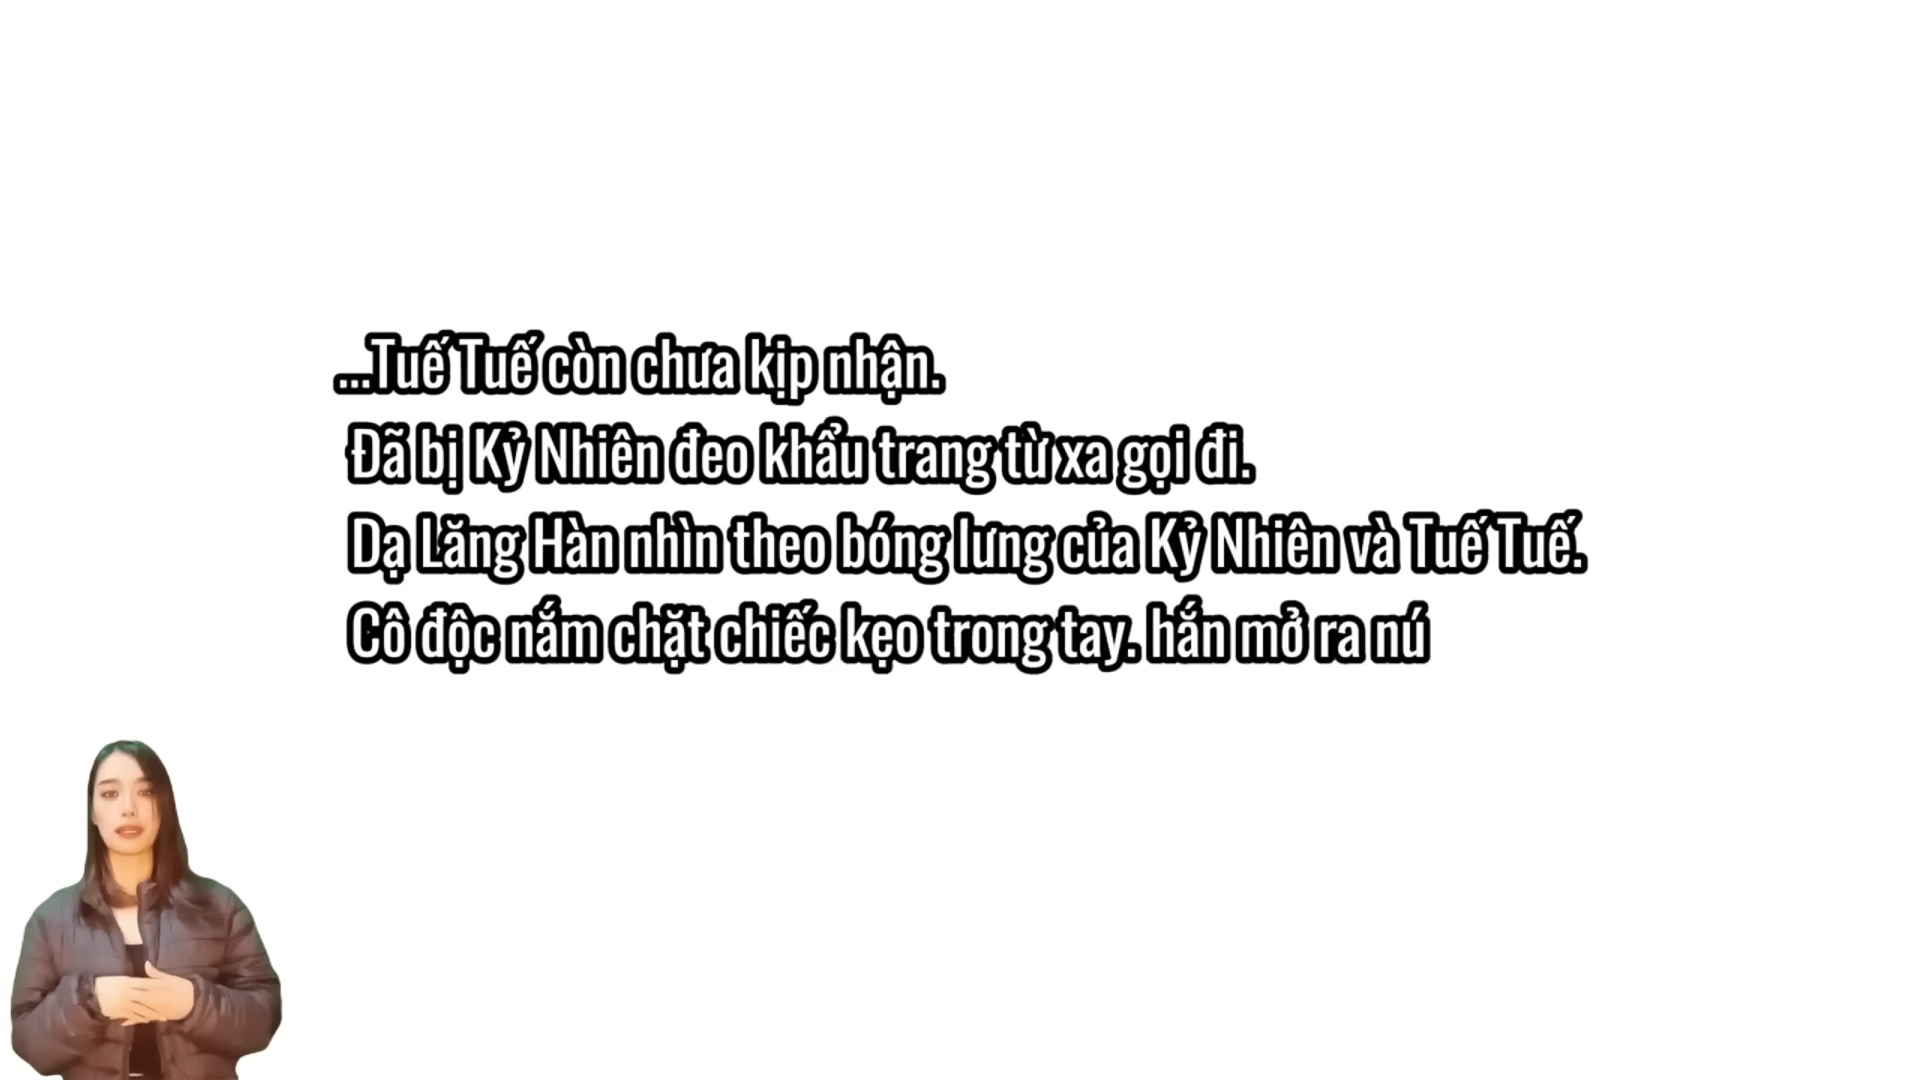 ...Tuế Tuế còn chưa kịp nhận.
Đã bị Kỷ Nhiên đeo khẩu trang từ xa gọi đi.
Dạ Lăng Hàn nhìn theo bóng lưng của Kỷ Nhiên và Tuế Tuế.
Cô độc nắm chặt chiếc kẹo trong tay. hắn mở ra nú